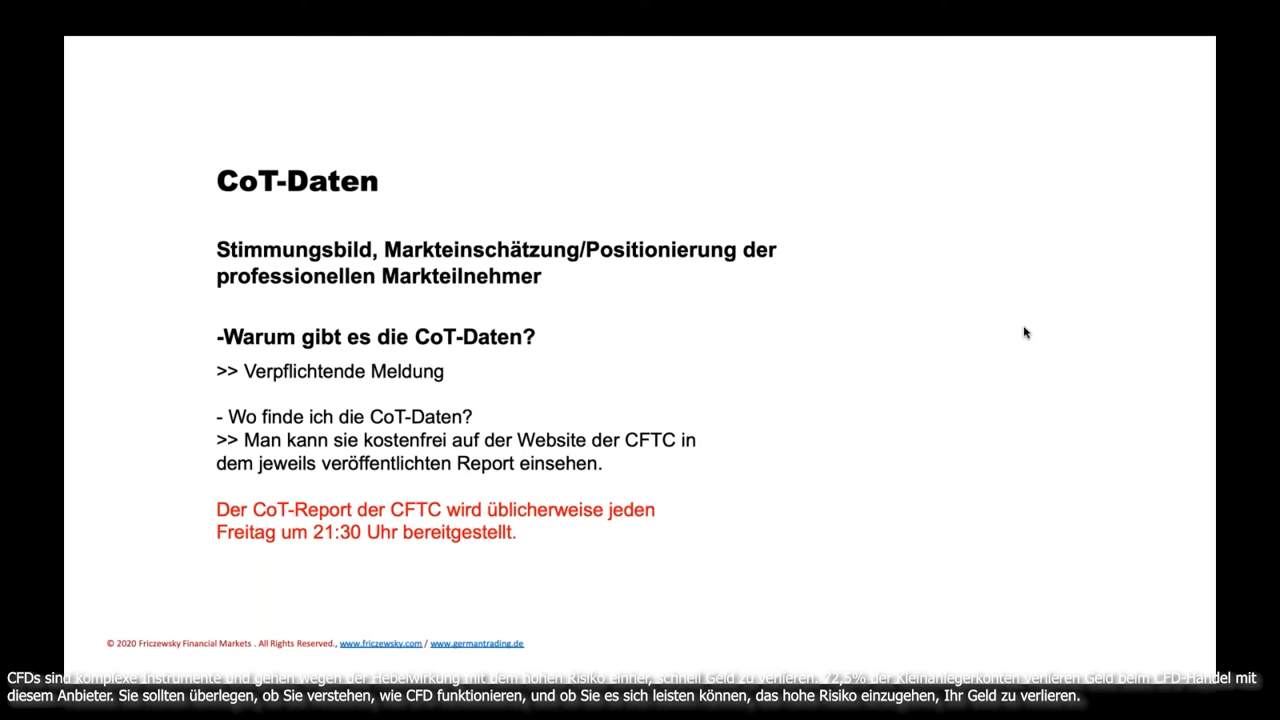 CoT-Daten
Stimmungsbild, Markteinschätzung/Positionierung der
professionellen Markteilnehmer
-Warum gibt es die CoT-Daten?
>> Verpflichtende Meldung
- Wo finde ich die CoT-Daten?
>> Man kann sie kostenfrei auf der Website der CFTC in
dem jeweils veröffentlichten Report einsehen.
Der CoT-Report der CFTC wird üblicherweise jeden
Freitag um 21:30 Uhr bereitgestellt.
© 2020 Friczewsky Financial Markets . All Rights Reserved., www.friczewsky.com / www.germantrading.de
CFDs sind komplexe Instrumente und gehen wegen der Hebelwirkung mit dem hohen Risiko einher, schnell Geld zu verlieren. 72,5% der Kleinanlegerkonten verlieren Geld beim CFD-Handel mit
diesem Anbieter. Sie sollten überlegen, ob Sie verstehen, wie CFD funktionieren, und ob Sie es sich leisten können, das hohe Risiko einzugehen, Ihr Geld zu verlieren.